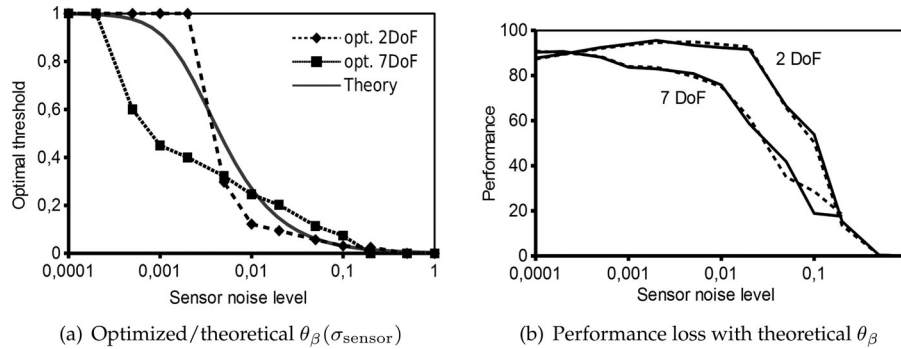 1
0,8
0,6
0,4
0,2
0
Optimal threshold
opt. 2DoF
opt. 7DoF
Theory
0,0001
0,001
0,01
0,1
1
Sensor noise level
(a) Optimized/theoretical θβ(σsensor)
100
80
60
40
20
0
Performance
2 DoF
7 DoF
0,0001
0,001
0,01
0,1
Sensor noise level
(b) Performance loss with theoretical θβ